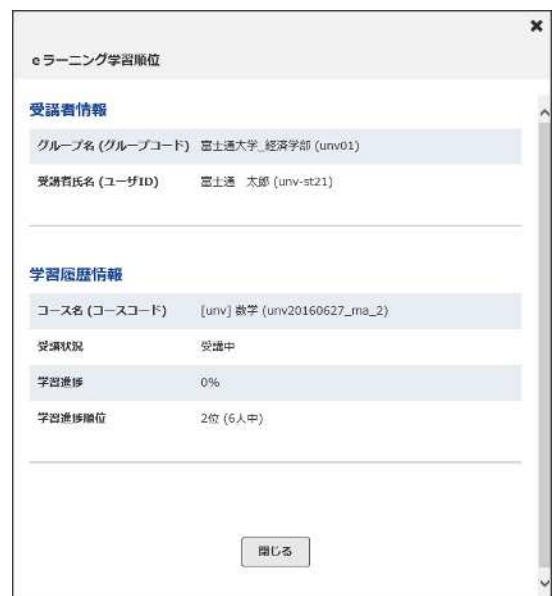 eラーニング学習順位
受講者情報
グループ名 (グループコード) 富士通大学_経済学部 (unv01)
受講者氏名 (ユーザID) 富士通 太郎 (unv-st21)
学習履歴情報
コース名 (コースコード) [unv] 数学 (unv20160627_ma_2)
受講状況 受講中
学習進捗 0%
学習進捗順位 2位 (6人中)
閉じる